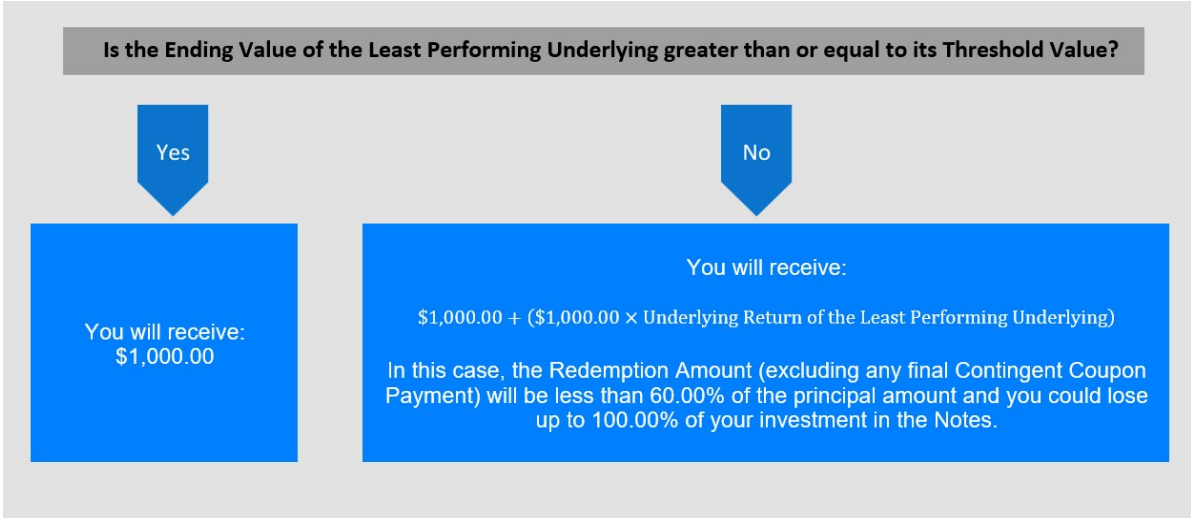 Is the Ending Value of the Least Performing Underlying greater than or equal to its Threshold Value?
Yes
No
You will receive:
$1,000.00
You will receive:
$1,000.00 + ($1,000.00 × Underlying Return of the Least Performing Underlying)
In this case, the Redemption Amount (excluding any final Contingent Coupon
Payment) will be less than 60.00% of the principal amount and you could lose
up to 100.00% of your investment in the Notes.